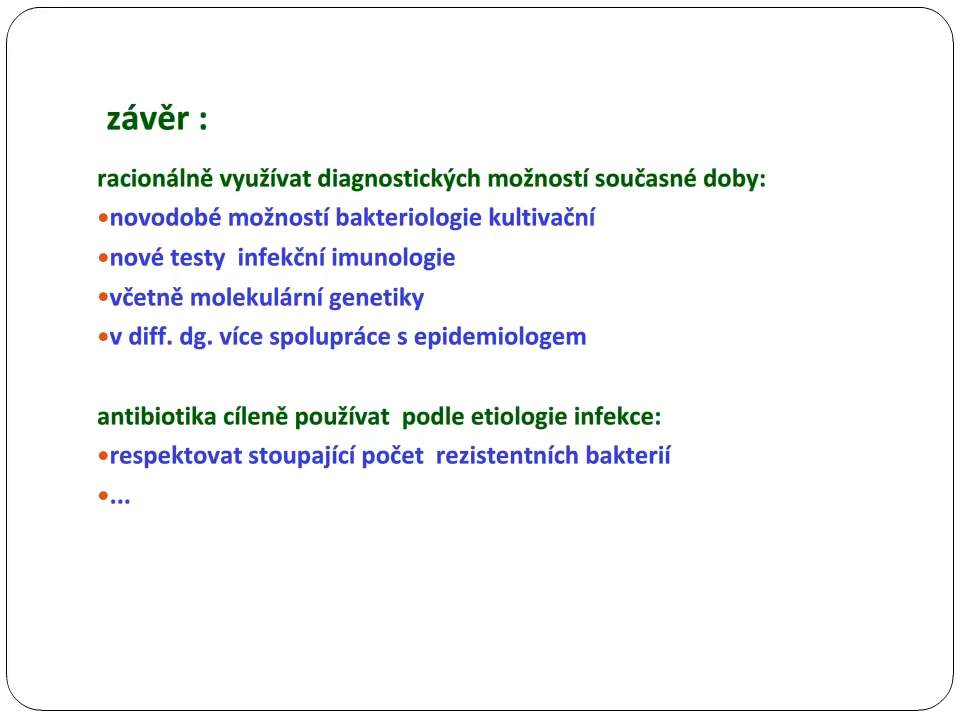 závěr :
racionálně využívat diagnostických možností současné doby:
•novodobé možností bakteriologie kultivační
•nové testy  infekční imunologie
•včetně molekulární genetiky
•v diff. dg. více spolupráce s epidemiologem
antibiotika cíleně používat  podle etiologie infekce:
•respektovat stoupající počet  rezistentních bakterií
•...